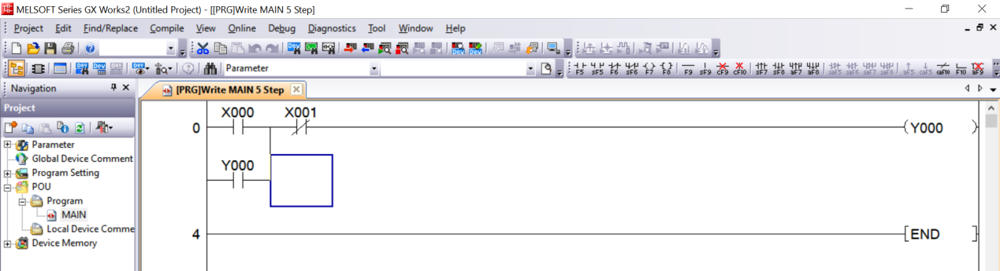 MELSOFT Series GX Works2 (Untitled Project) - [[PRG]Write MAIN 5 Step]
Project Edit Find/Replace Compile View Online Debug Diagnostics Tool Window Help
Parameter
F5 sF5 F6 sF6 F7 F8 F9 sF9 cF9 cF10 sF7 sF8 aF7 aF8 saF5 saF6 saF7 saF8 aF5 caF5 caF10 F10 aF9
Navigation
[PRG]Write MAIN 5 Step
Project
Parameter
Global Device Comment
Program Setting
POU
Program
MAIN
Local Device Comme
Device Memory
X000 X001
0 Y000
Y000
4 END